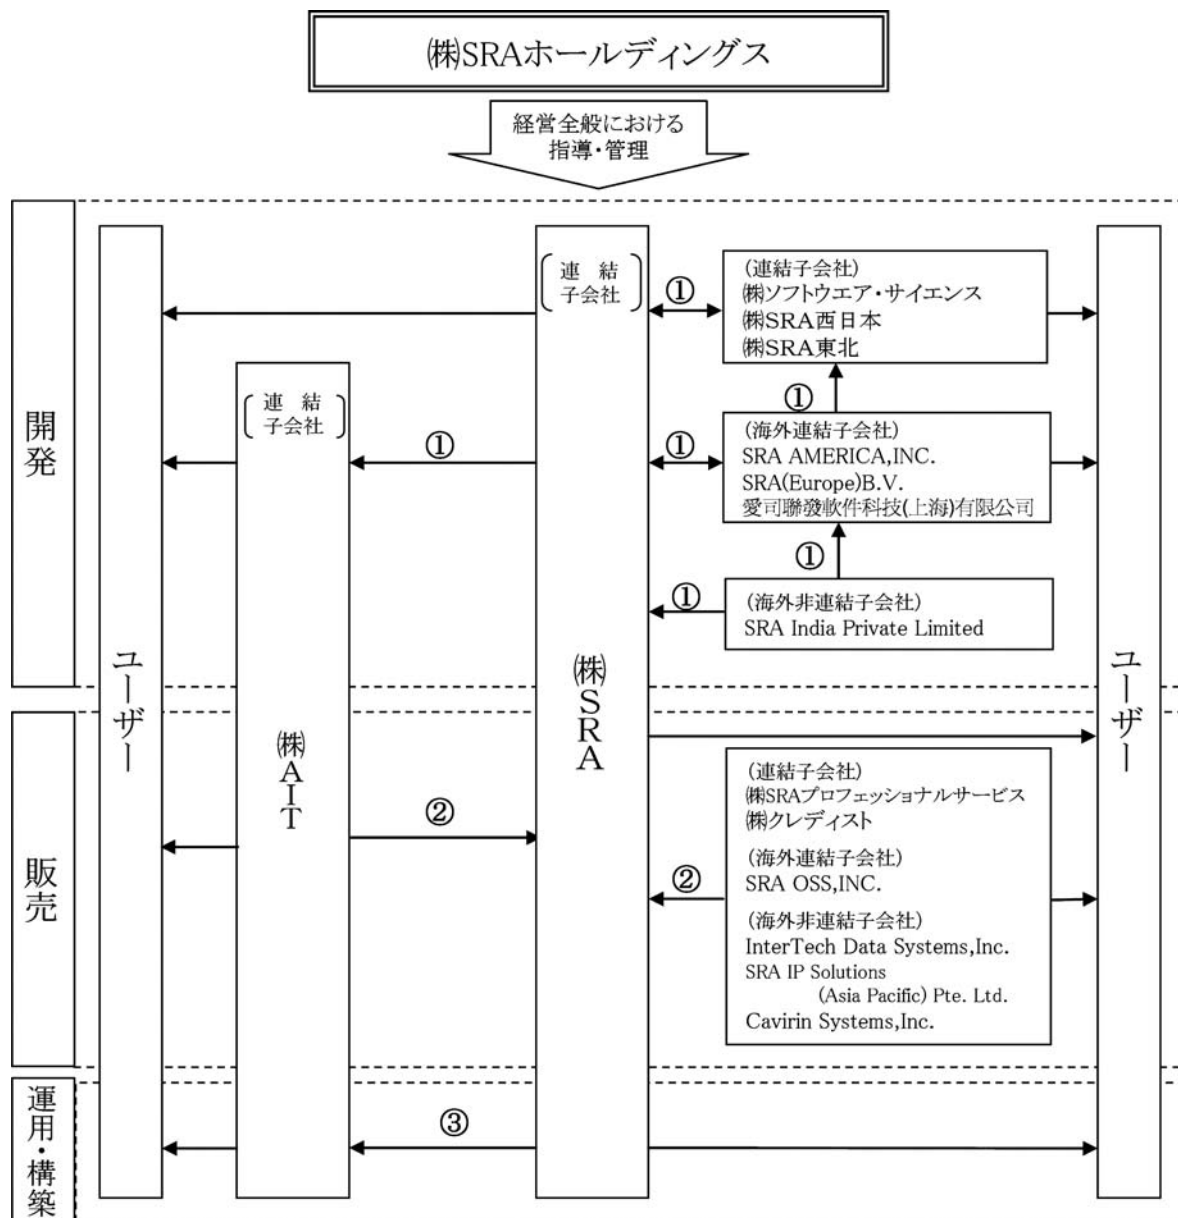 ㈱SRAホールディングス
経営全般における
指導・管理
開発
ユーザー
連結
子会社
㈱AIT
連結
子会社
㈱SRA
①
(連結子会社)
㈱ソフトウエア・サイエンス
㈱SRA西日本
㈱SRA東北
①
①
①
(海外連結子会社)
SRA AMERICA,INC.
SRA(Europe)B.V.
愛司聯發軟件科技(上海)有限公司
①
①
(海外非連結子会社)
SRA India Private Limited
ユーザー
販売
②
②
(連結子会社)
㈱SRAプロフェッショナルサービス
㈱クレディスト
(海外連結子会社)
SRA OSS,INC.
(海外非連結子会社)
InterTech Data Systems,Inc.
SRA IP Solutions
(Asia Pacific) Pte. Ltd.
Cavirin Systems,Inc.
運用・構築
③